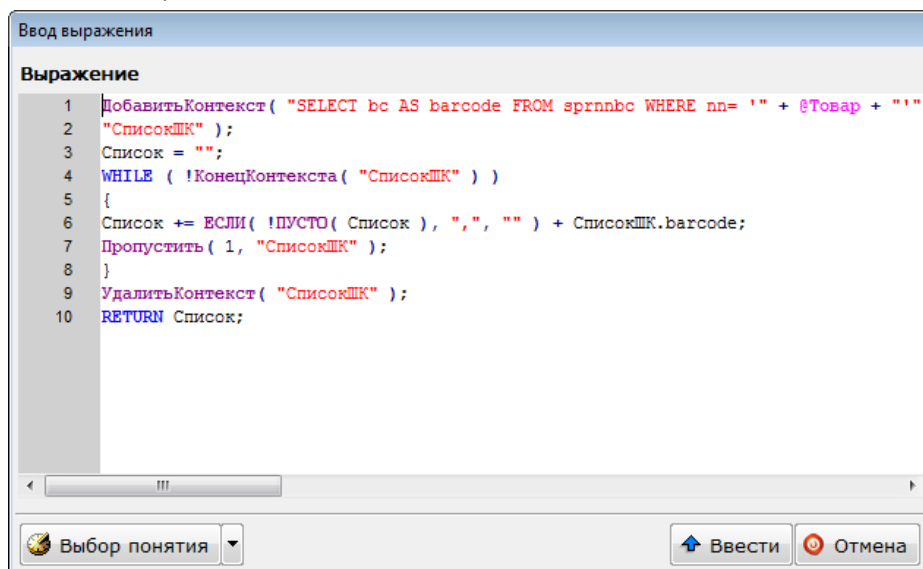 Ввод выражения
Выражение
1 ДобавитьКонтекст( "SELECT bc AS barcode FROM sprnnbc WHERE nn= '" + @Товар + "'"
2 "СписокШК" );
3 Список = "";
4 WHILE ( !КонецКонтекста( "СписокШК" ) )
5 {
6 Список += ЕСЛИ( !ПУСТО( Список ), ",", "" ) + СписокШК.barcode;
7 Пропустить( 1, "СписокШК" );
8 }
9 УдалитьКонтекст( "СписокШК" );
10 RETURN Список;
Выбор понятия Ввести Отмена